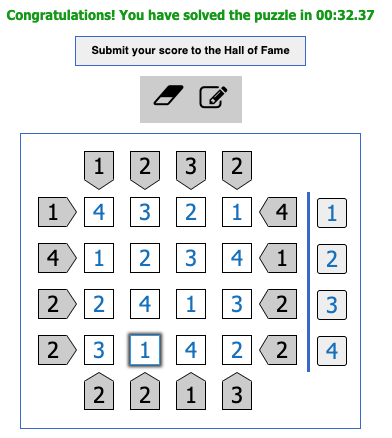 Congratulations! You have solved the puzzle in 00:32.37
Submit your score to the Hall of Fame
1 2 3 2
1 4 3 2 1 4 1
4 1 2 3 4 1 2
2 2 4 1 3 2 3
2 3 1 4 2 2 4
2 2 1 3